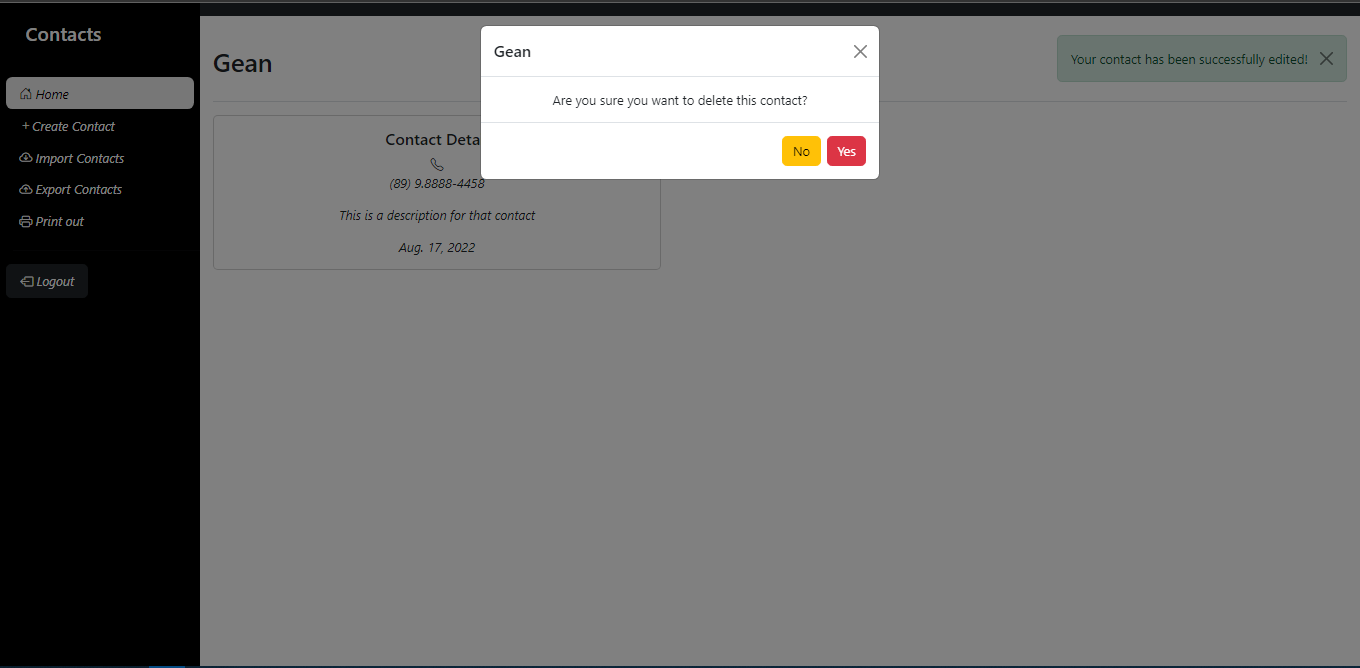 Contacts
Home
+ Create Contact
Import Contacts
Export Contacts
Print out
Logout
Gean
Your contact has been successfully edited!
Contact Deta
(89) 9.8888-4458
This is a description for that contact
Aug. 17, 2022
Gean
Are you sure you want to delete this contact?
No Yes